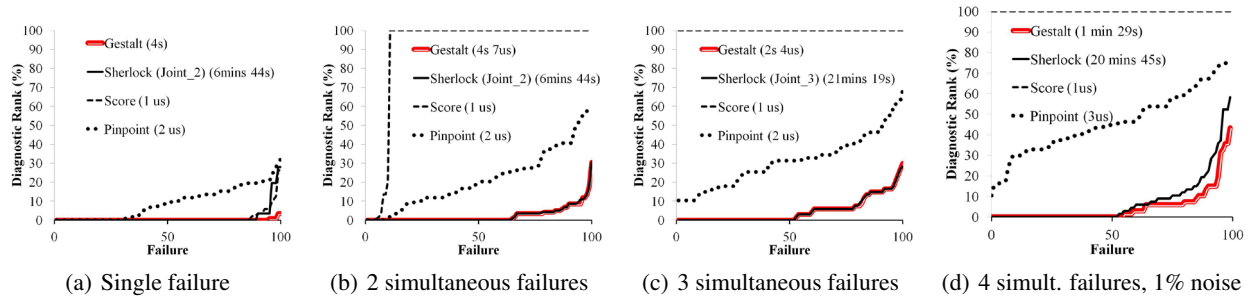 Diagnostic Rank (%)
100
90
80
70
60
50
40
30
20
10
0
Gestalt (4s)
Sherlock (Joint_2) (6mins 44s)
Score (1 us)
Pinpoint (2 us)
0 50 100
Failure
(a) Single failure
Diagnostic Rank (%)
100
90
80
70
60
50
40
30
20
10
0
Gestalt (4s 7us)
Sherlock (Joint_2) (6mins 44s)
Score (1 us)
Pinpoint (2 us)
0 50 100
Failure
(b) 2 simultaneous failures
Diagnostic Rank (%)
100
90
80
70
60
50
40
30
20
10
0
Gestalt (2s 4us)
Sherlock (Joint_3) (21mins 19s)
Score (1 us)
Pinpoint (2 us)
0 50 100
Failure
(c) 3 simultaneous failures
Diagnostic Rank (%)
100
90
80
70
60
50
40
30
20
10
0
Gestalt (1 min 29s)
Sherlock (20 mins 45s)
Score (1us)
Pinpoint (3us)
0 50 100
Failure
(d) 4 simult. failures, 1% noise